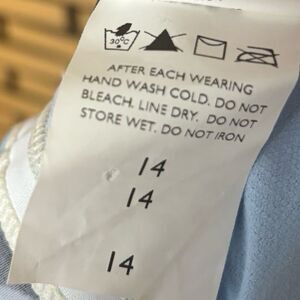 30°C
AFTER EACH WEARING
HAND WASH COLD. DO NOT
BLEACH. LINE DRY. DO NOT
STORE WET. DO NOT IRON
14
14
14